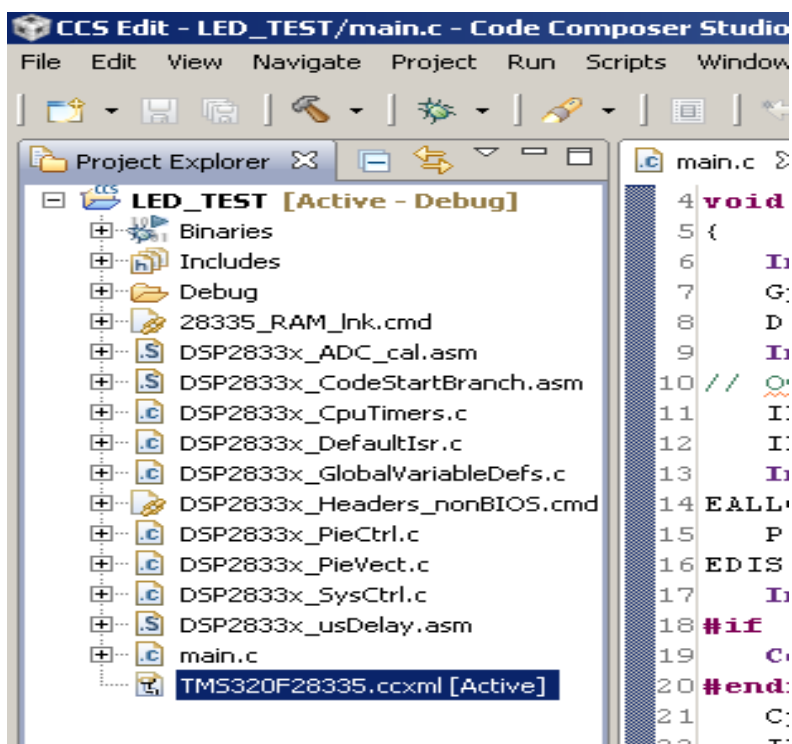 CCS Edit - LED_TEST/main.c - Code Composer Studio
File Edit View Navigate Project Run Scripts Window
Project Explorer
main.c
LED_TEST [Active - Debug]
Binaries
Includes
Debug
28335_RAM_lnk.cmd
DSP2833x_ADC_cal.asm
DSP2833x_CodeStartBranch.asm
DSP2833x_CpuTimers.c
DSP2833x_DefaultIsr.c
DSP2833x_GlobalVariableDefs.c
DSP2833x_Headers_nonBIOS.cmd
DSP2833x_PieCtrl.c
DSP2833x_PieVect.c
DSP2833x_SysCtrl.c
DSP2833x_usDelay.asm
main.c
TMS320F28335.ccxml [Active]
4 void
5 {
6
7
8 D
9
10 //
11
12
13
14 EALL
15 P
16 EDIS
17
18 #if
19
20 #end
21